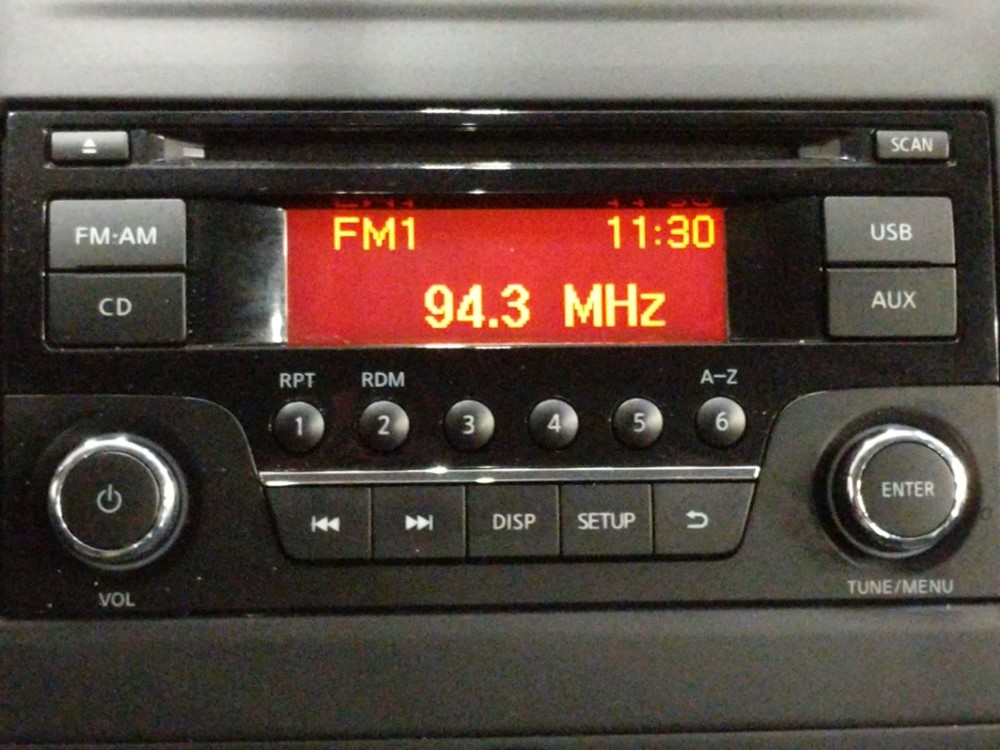 SCAN
FM·AM
FM1 11:30
USB
94.3 MHz
CD
AUX
RPT RDM A-Z
1 2 3 4 5 6
ENTER
DISP SETUP
VOL
TUNE/MENU